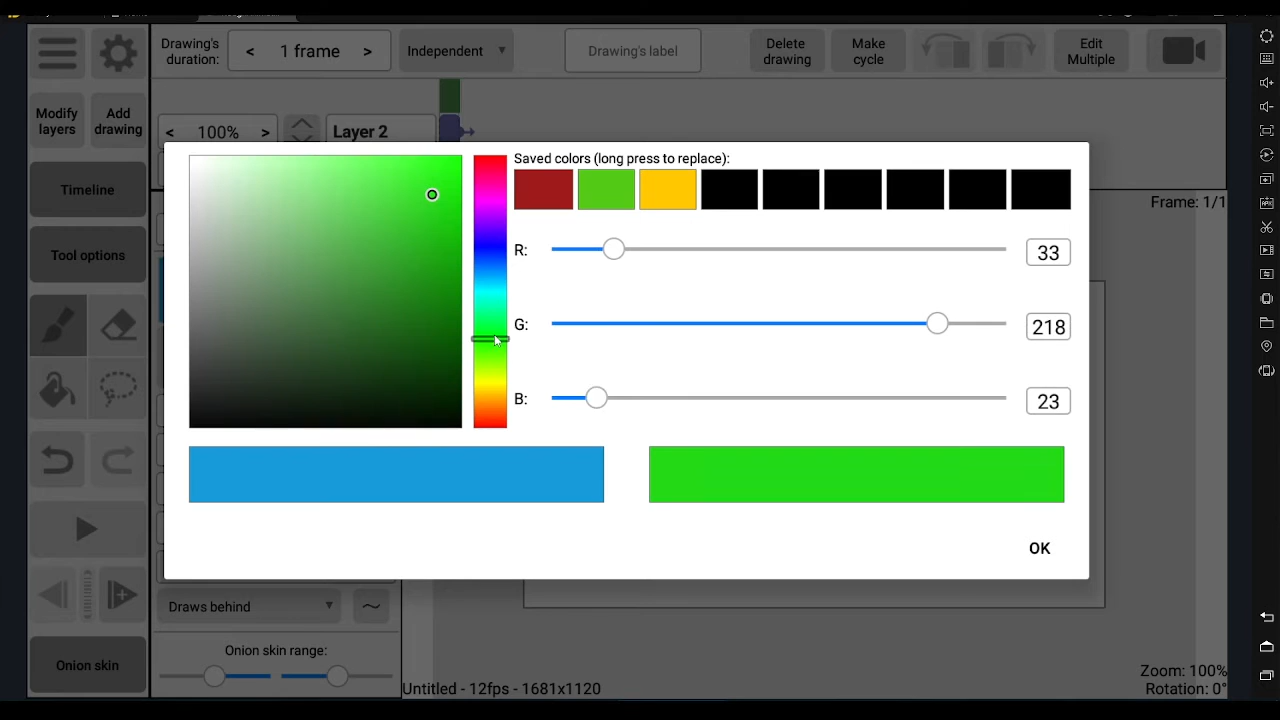 Drawing's
duration:
< 1 frame >
Independent
Drawing's label
Delete
drawing
Make
cycle
Edit
Multiple
Modify
layers
Add
drawing
< 100% >
Layer 2
Timeline
Saved colors (long press to replace):
Frame: 1/1
Tool options
R:
33
G:
218
B:
23
OK
Draws behind
Onion skin range:
Onion skin
Zoom: 100%
Rotation: 0°
Untitled - 12fps - 1681x1120